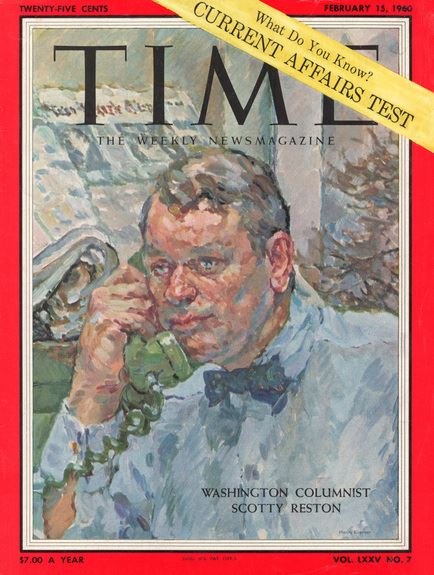 TWENTY-FIVE CENTS
FEBRUARY 15, 1960
What Do You Know?
CURRENT AFFAIRS TEST
TIME
THE WEEKLY NEWSMAGAZINE
WASHINGTON COLUMNIST
SCOTTY RESTON
$7.00 A YEAR
VOL. LXXV NO. 7